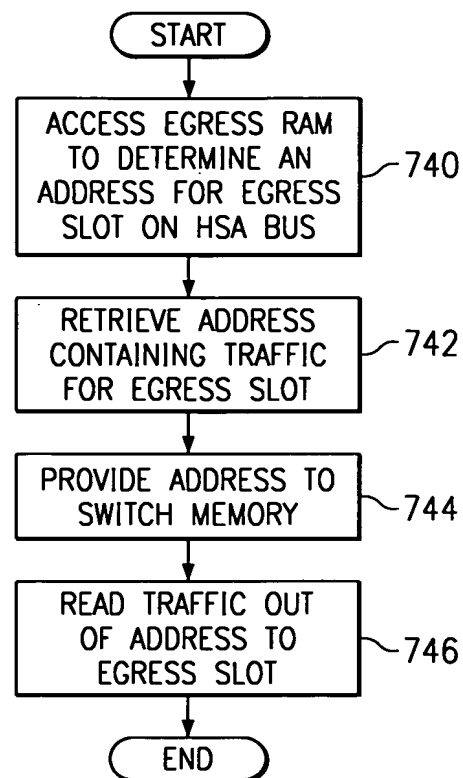 START
ACCESS EGRESS RAM
TO DETERMINE AN
ADDRESS FOR EGRESS
SLOT ON HSA BUS
740
RETRIEVE ADDRESS
CONTAINING TRAFFIC
FOR EGRESS SLOT
742
PROVIDE ADDRESS TO
SWITCH MEMORY
744
READ TRAFFIC OUT
OF ADDRESS TO
EGRESS SLOT
746
END